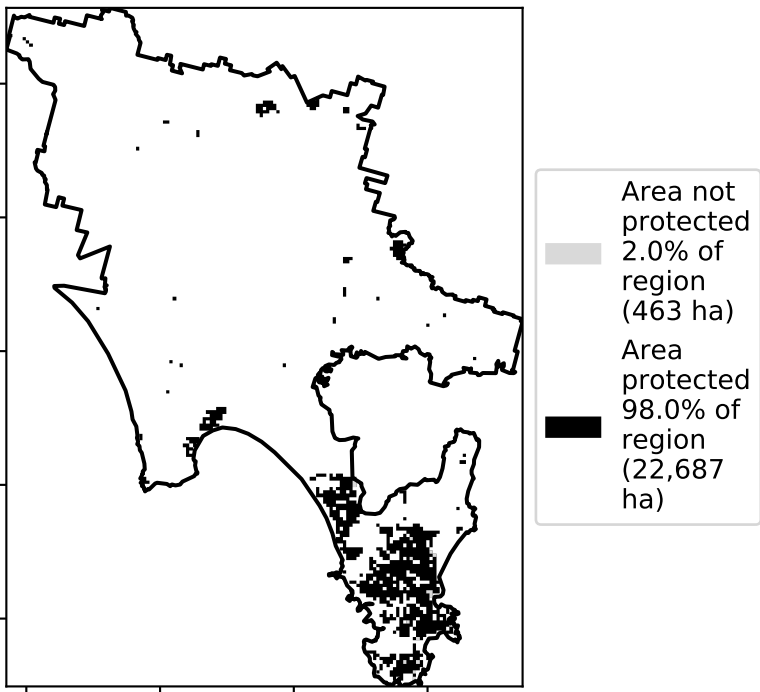 Area not
protected
2.0% of
region
(463 ha)
Area
protected
98.0% of
region
(22,687
ha)